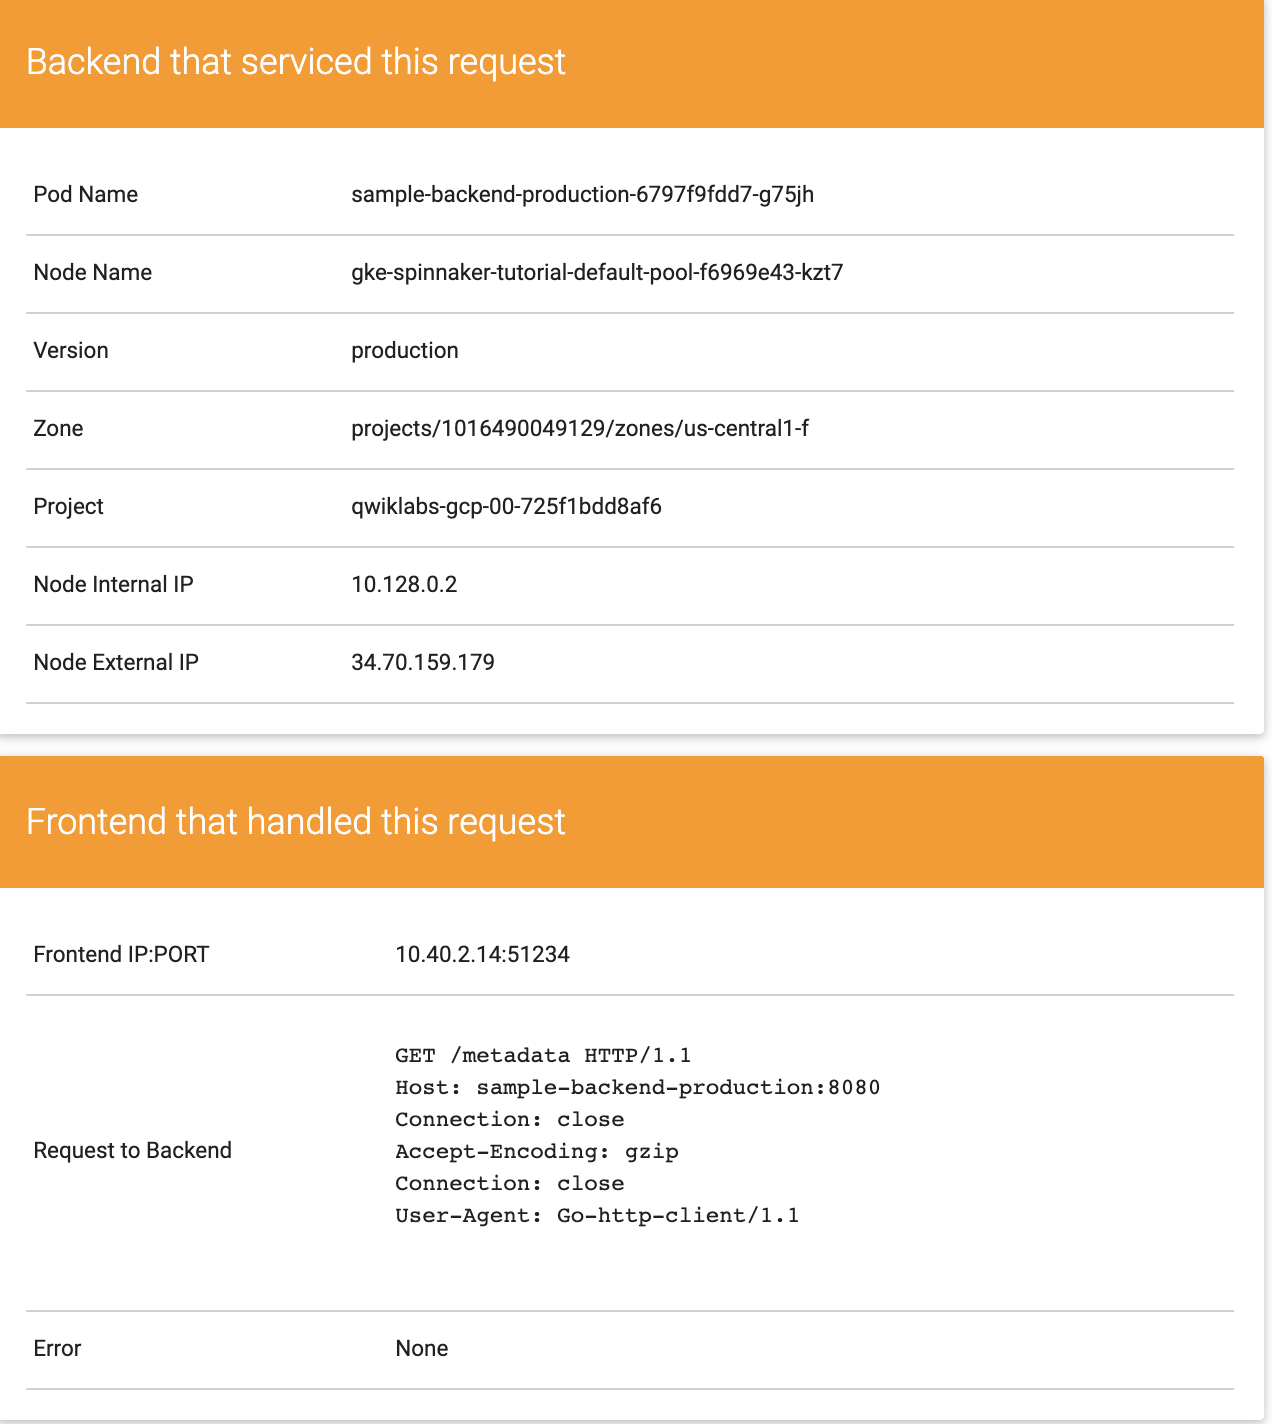 Backend that serviced this request
Pod Name sample-backend-production-6797f9fdd7-g75jh
Node Name gke-spinnaker-tutorial-default-pool-f6969e43-kzt7
Version production
Zone projects/1016490049129/zones/us-central1-f
Project qwiklabs-gcp-00-725f1bdd8af6
Node Internal IP 10.128.0.2
Node External IP 34.70.159.179
Frontend that handled this request
Frontend IP:PORT 10.40.2.14:51234
Request to Backend
GET /metadata HTTP/1.1
Host: sample-backend-production:8080
Connection: close
Accept-Encoding: gzip
Connection: close
User-Agent: Go-http-client/1.1
Error None